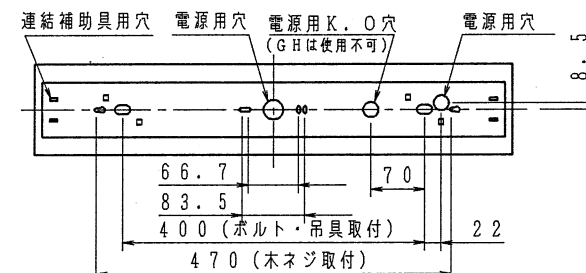 連結補助具用穴
電源用穴
電源用K.O穴
(GHは使用不可)
電源用穴
8.5
66.7
70
83.5
400(ボルト・吊具取付)
22
470(木ネジ取付)